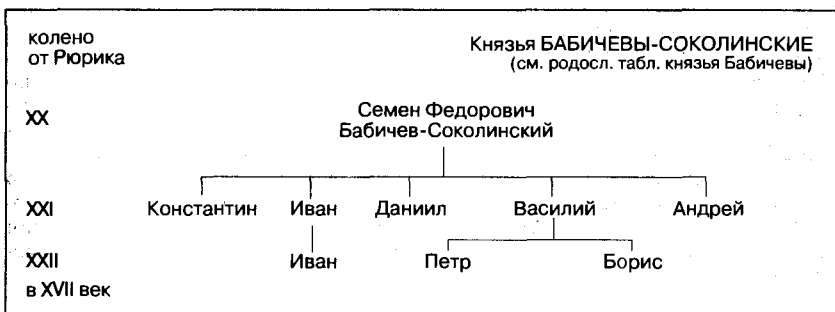 колено
от Рюрика
Князья БАБИЧЕВЫ-СОКОЛИНСКИЕ
(см. родосл. табл. князья Бабичевы)
XX
Семен Федорович
Бабичев-Соколинский
XXI Константин Иван Даниил Василий Андрей
XXII Иван Петр Борис
в XVII век